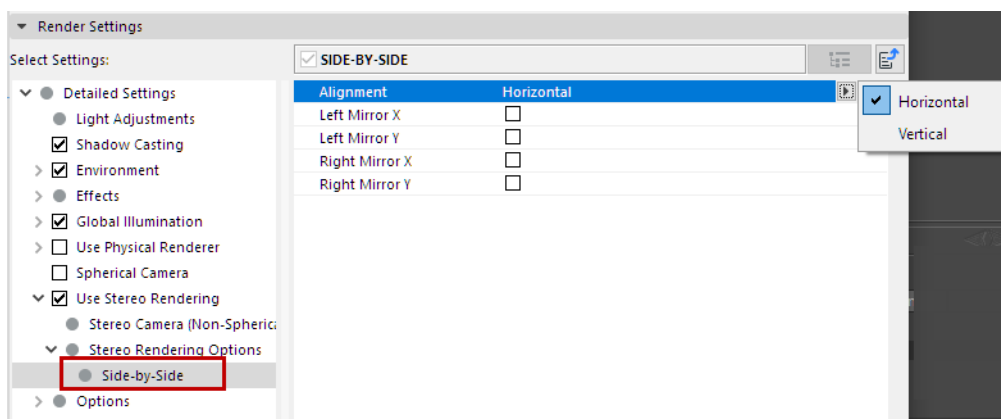 Render Settings
Select Settings:
SIDE-BY-SIDE
Detailed Settings
Light Adjustments
Shadow Casting
Environment
Effects
Global Illumination
Use Physical Renderer
Spherical Camera
Use Stereo Rendering
Stereo Camera (Non-Spherica
Stereo Rendering Options
Side-by-Side
Options
Alignment Horizontal
Left Mirror X
Left Mirror Y
Right Mirror X
Right Mirror Y
Horizontal
Vertical